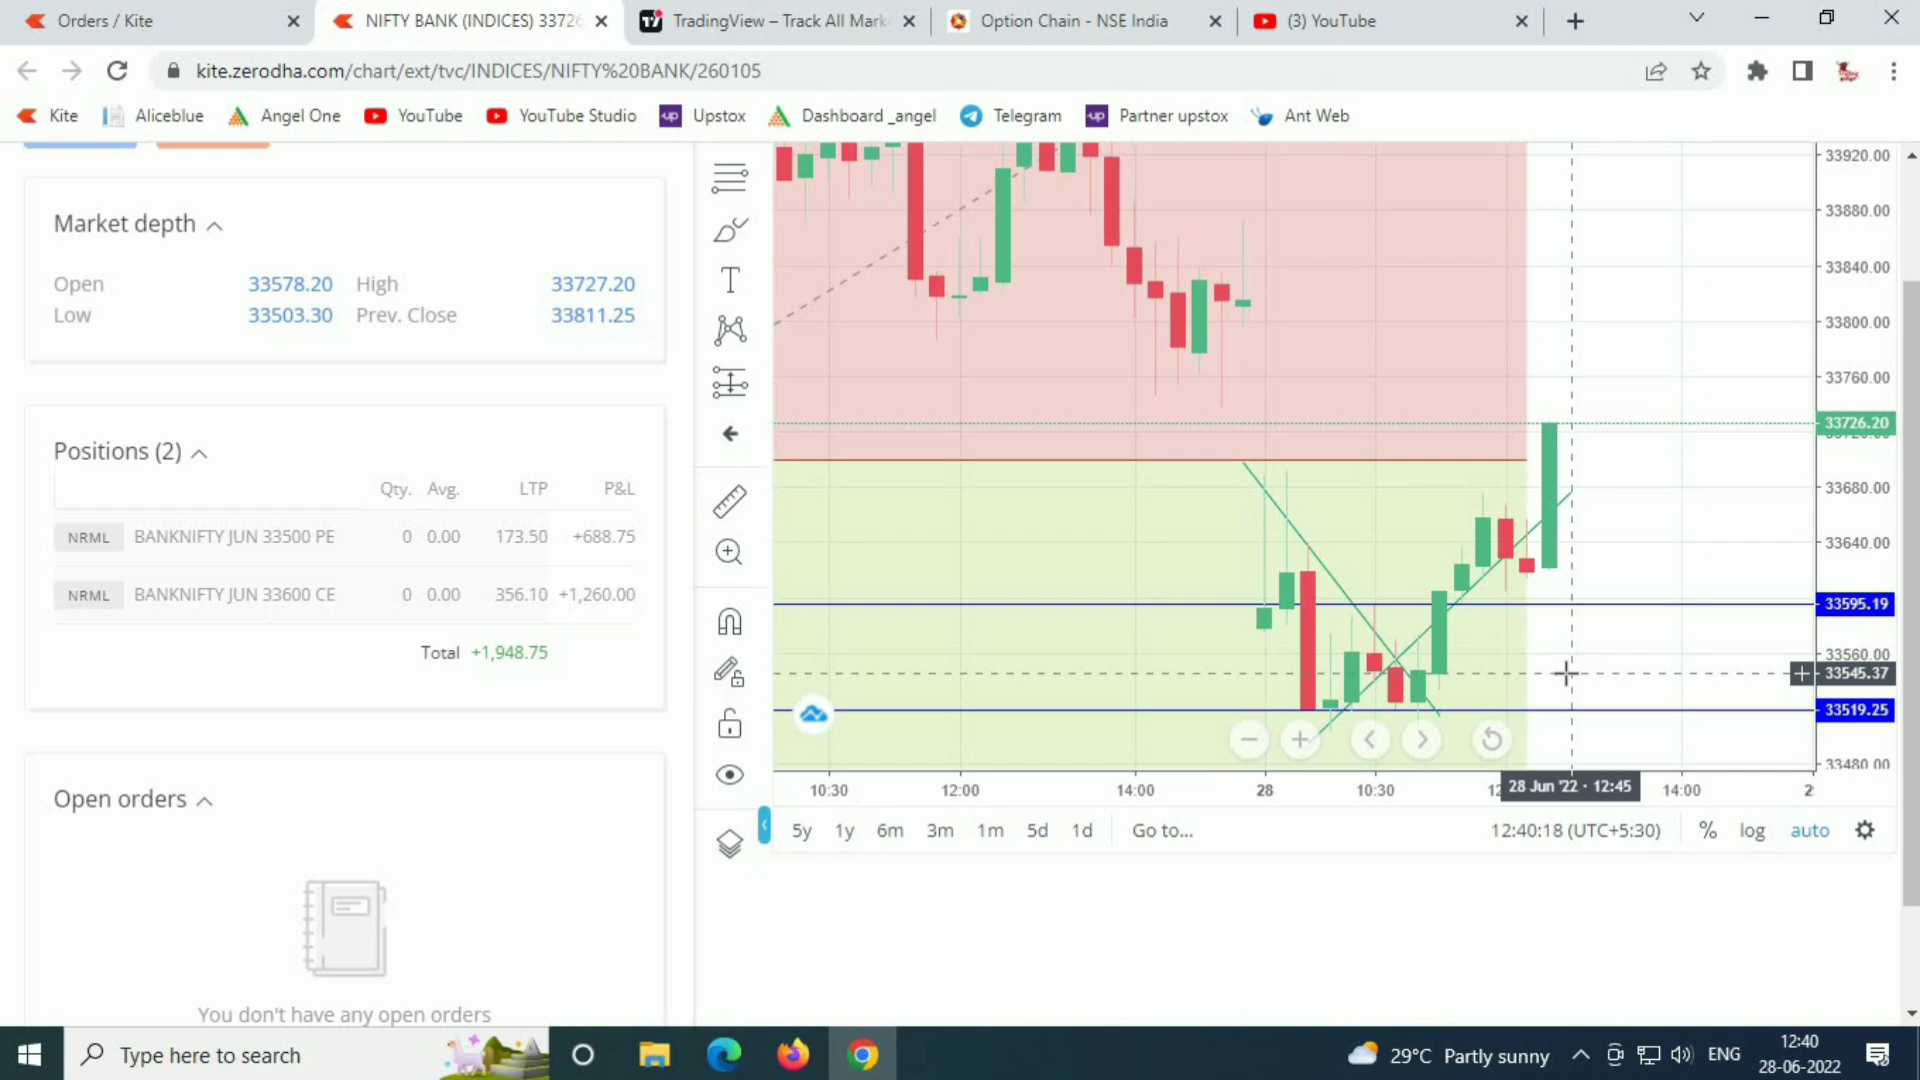 Orders / Kite
NIFTY BANK (INDICES) 33726
TradingView – Track All Mark
Option Chain - NSE India
(3) YouTube
kite.zerodha.com/chart/ext/tvc/INDICES/NIFTY%20BANK/260105
Kite
Aliceblue
Angel One
YouTube
YouTube Studio
Upstox
Dashboard _angel
Telegram
Partner upstox
Ant Web
Market depth
Open 33578.20 High 33727.20
Low 33503.30 Prev. Close 33811.25
Positions (2)
Qty. Avg. LTP P&L
NRML BANKNIFTY JUN 33500 PE 0 0.00 173.50 +688.75
NRML BANKNIFTY JUN 33600 CE 0 0.00 356.10 +1,260.00
Total +1,948.75
Open orders
You don't have any open orders
33920.00
33880.00
33840.00
33800.00
33760.00
33726.20
33680.00
33640.00
33595.19
33560.00
33545.37
33519.25
33480.00
10:30 12:00 14:00 28 10:30 28 Jun '22 · 12:45 14:00 2
5y 1y 6m 3m 1m 5d 1d Go to... 12:40:18 (UTC+5:30) % log auto
Type here to search
29°C Partly sunny
ENG
12:40
28-06-2022